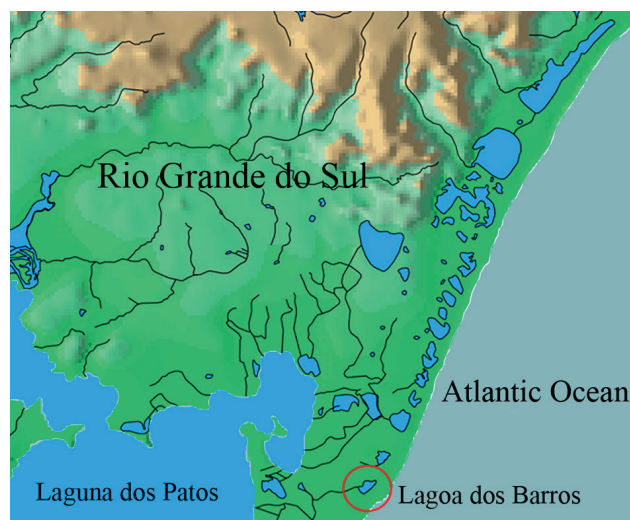 Rio Grande do Sul
Atlantic Ocean
Laguna dos Patos
Lagoa dos Barros